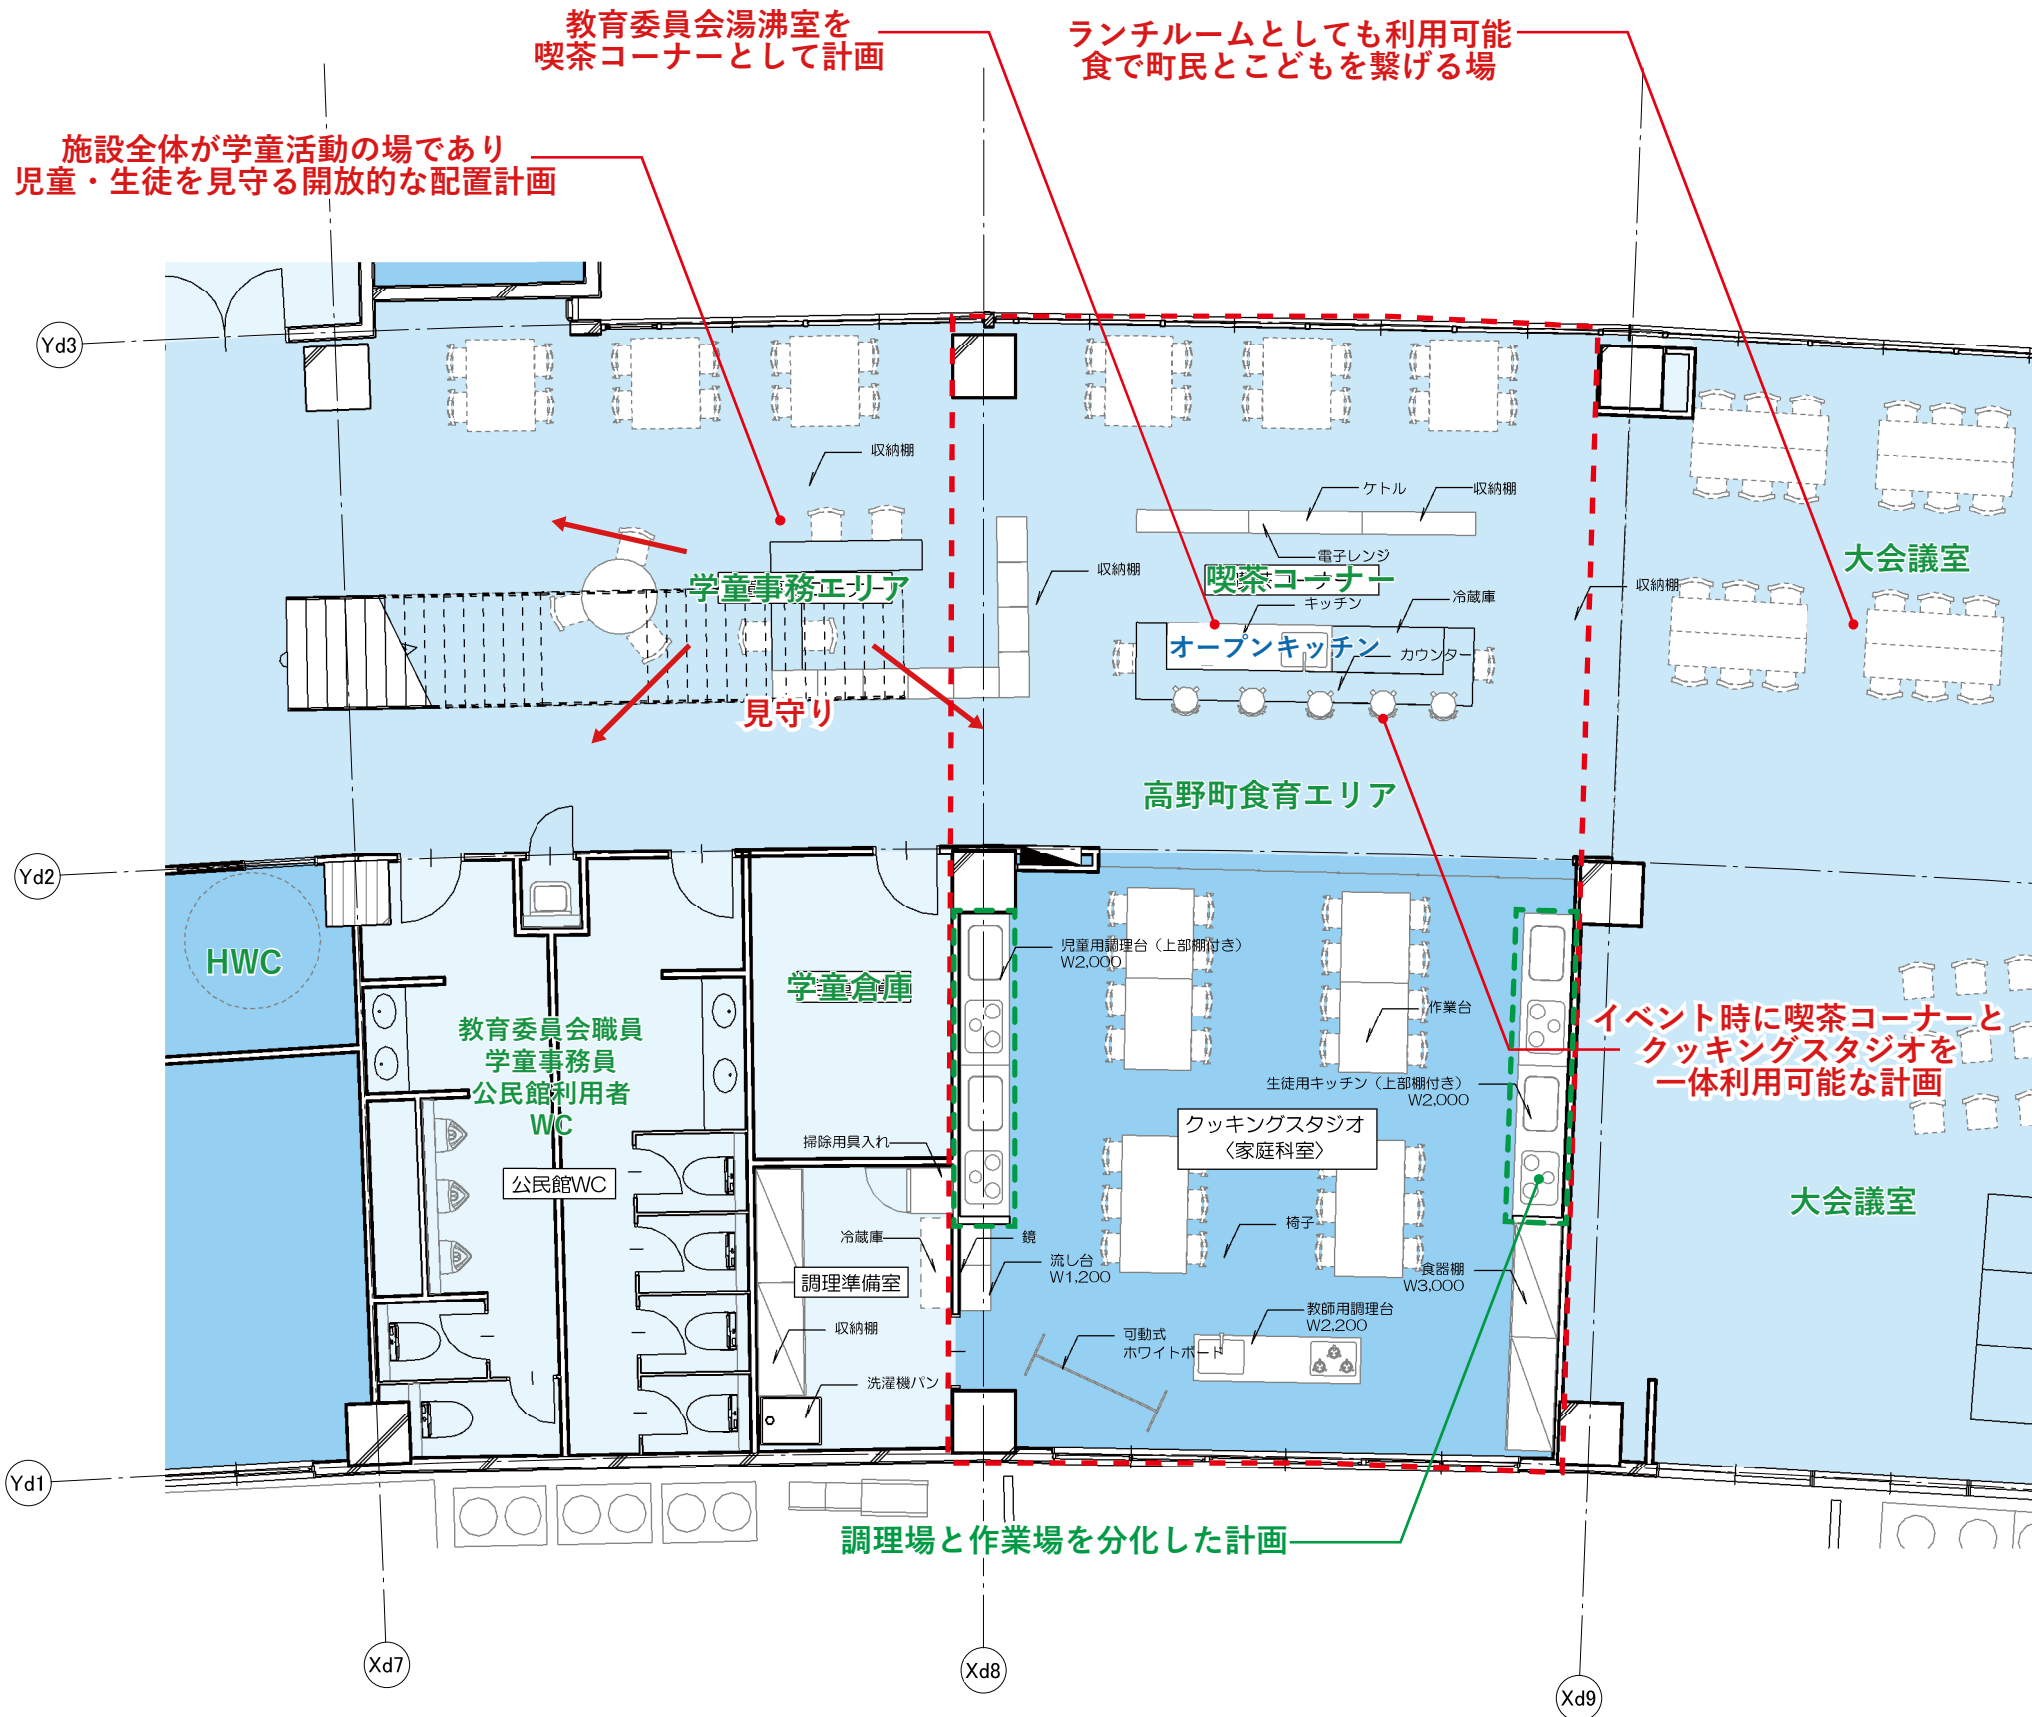 教育委員会湯沸室を
喫茶コーナーとして計画
ランチルームとしても利用可能
食で町民とこどもを繋げる場
施設全体が学童活動の場であり
児童・生徒を見守る開放的な配置計画
Yd3
収納棚
ケトル
収納棚
電子レンジ
大会議室
学童事務エリア
収納棚
喫茶コーナー
収納棚
キッチン
冷蔵庫
オープンキッチン
カウンター
見守り
高野町食育エリア
Yd2
HWC
学童倉庫
児童用調理台（上部棚付き）
W2,000
作業台
教育委員会職員
学童事務員
公民館利用者
WC
イベント時に喫茶コーナーと
クッキングスタジオを
一体利用可能な計画
生徒用キッチン（上部棚付き）
W2,000
クッキングスタジオ
〈家庭科室〉
掃除用具入れ
公民館WC
大会議室
冷蔵庫
鏡
椅子
調理準備室
流し台
W1,200
食器棚
W3,000
収納棚
教師用調理台
W2,200
可動式
ホワイトボード
洗濯機パン
Yd1
調理場と作業場を分化した計画
Xd7
Xd8
Xd9